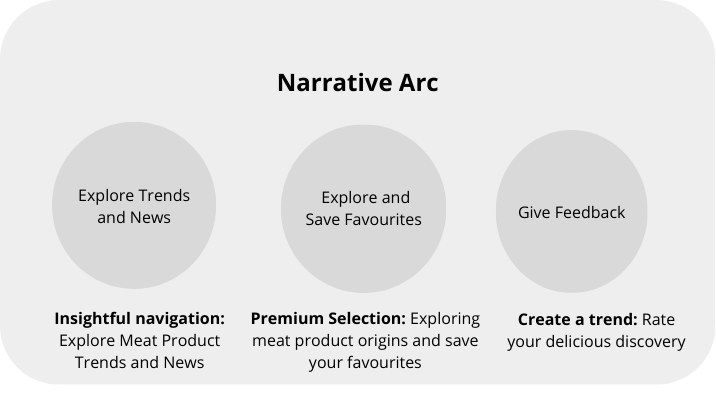 Narrative Arc
Explore Trends
and News
Explore and
Save Favourites
Give Feedback
Insightful navigation:
Explore Meat Product
Trends and News
Premium Selection: Exploring
meat product origins and save
your favourites
Create a trend: Rate
your delicious discovery